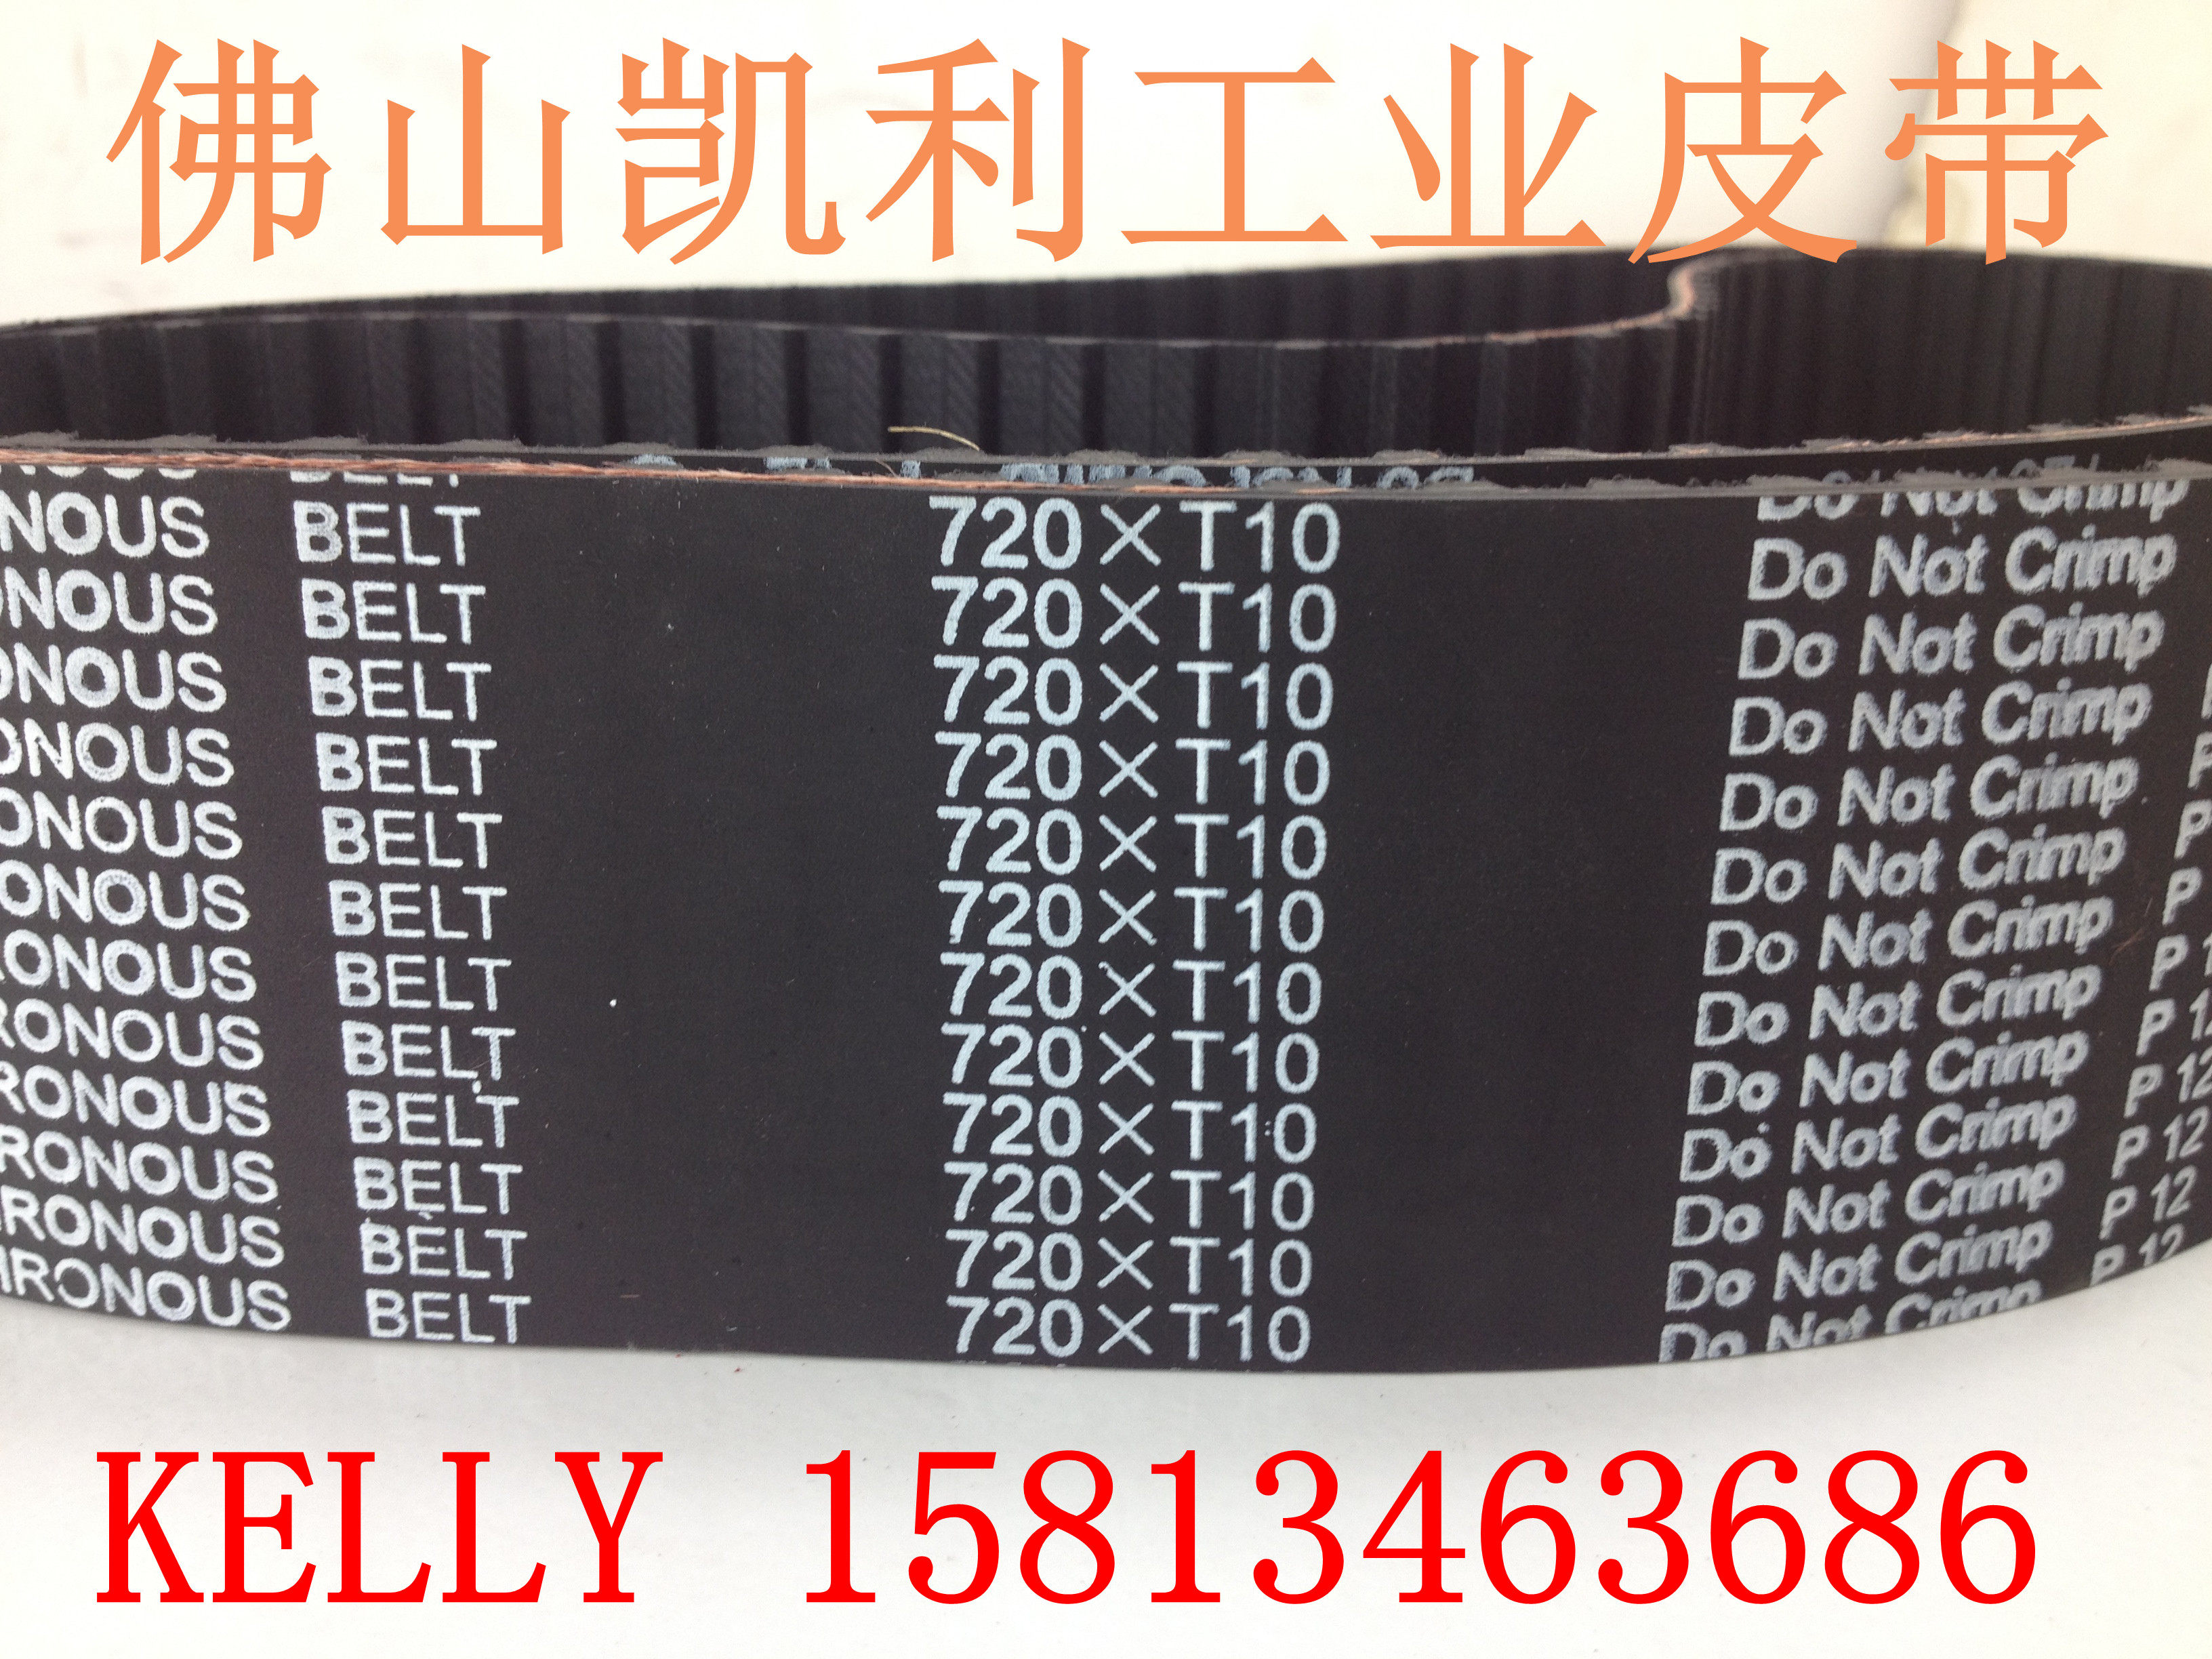 佛山凯利工业皮带
BELT Do Not Crimp
NOUS BELT 720×T10 Do Not Crimp
ONOUS BELT 720×T10 Do Not Crimp
ONOUS BELT 720×T10 Do Not Crimp
ONOUS BELT 720×T10 Do Not Crimp P
ONOUS BELT 720×T10 Do Not Crimp P
ONOUS BELT 720×T10 Do Not Crimp P
RONOUS BELT 720×T10 Do Not Crimp P 1
RONOUS BELT 720×T10 Do Not Crimp P 12
RONOUS BELT 720×T10 Do Not Crimp P 12
RONOUS BELT 720×T10 Do Not Crimp P 12
RONOUS BELT 720×T10 Do Not Crimp P 12
HRONOUS BELT 720×T10 Do Not Crimp
KELLY 15813463686